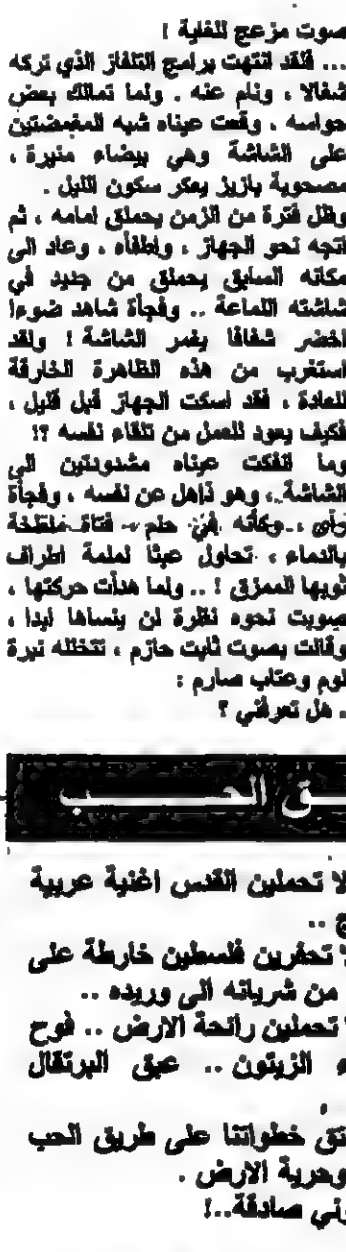 صوت مزعج للغاية !
... فلقد انتهت برامج التلفاز الذي تركه
شغالا ، ونام عنه . ولما تمالك بعض
حواسه ، وقعت عيناه شبه المغمضتين
على الشاشة وهي بيضاء منيرة ،
مصحوبة بازيز يعكر سكون الليل .
وظل فترة من الزمن يحملق امامه ، ثم
اتجه نحو الجهاز ، واطفأه ، وعاد الى
مكانه السابق يحملق من جديد في
شاشته اللماعة .. وفجأة شاهد ضوءا
اخضر شفافا يغمر الشاشة ! ولقد
استغرب من هذه الظاهرة الخارقة
للعادة ، فقد اسكت الجهاز قبل قليل ،
فكيف يعود للعمل من تلقاء نفسه ؟!
وما انفكت عيناه مشدودتين الى
الشاشة ، وهو ذاهل عن نفسه ، وفجأة
رأى ، وكأنه في حلم ، فتاة ملطخة
بالدماء ، تحاول عبثا لملمة اطراف
ثوبها الممزق ! .. ولما هدأت حركتها ،
صوبت نحوه نظرة لن ينساها ابدا ،
وقالت بصوت ثابت حازم ، تتخلله نبرة
لوم وعتاب صارم :
. هل تعرفني ؟
ـق الحـــب
لا تحملين القدس اغنية عربية
ج ..
لا تحفرين فلسطين خارطة على
من شريانه الى وريده ..
لا تحملين رائحة الارض .. فوح
ء الزيتون .. عبق البرتقال
خطواتنا على طريق الحب
وحرية الارض .
وني صادقة..!